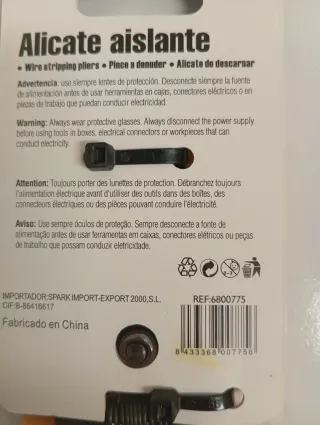 Alicate aislante
• Wire stripping pliers • Pince a denuder • Alicate do descarnar
Advertencia. use siempre lentes de protección. Desconecte siempre la fuente
de alimentación antes de usar herramientas en cajas, conectores eléctricos o en
piezas de trabajo que puedan conducir electricidad.
Warning: Always wear protective glasses. Always disconnect the power supply
before using tools in boxes, electrical connectors or workpieces that can
conduct electricity.
Attention: Toujours porter des lunettes de protection. Débranchez toujours
l'alimentation électrique avant d'utiliser des outils dans des boîtes, des
connecteurs électriques ou des pièces pouvant conduire l'électricité.
Aviso: Use sempre óculos de proteção. Sempre desconecte a fonte de
alimentação antes de usar ferramentas em caixas, conectores elétricos ou peças
de trabalho que possam conduzir eletricidade.
IMPORTADOR:SPARK IMPORT-EXPORT 2000,S.L.
CIF:B-86416617
Fabricado en China
REF:6800775
8 433368 007756